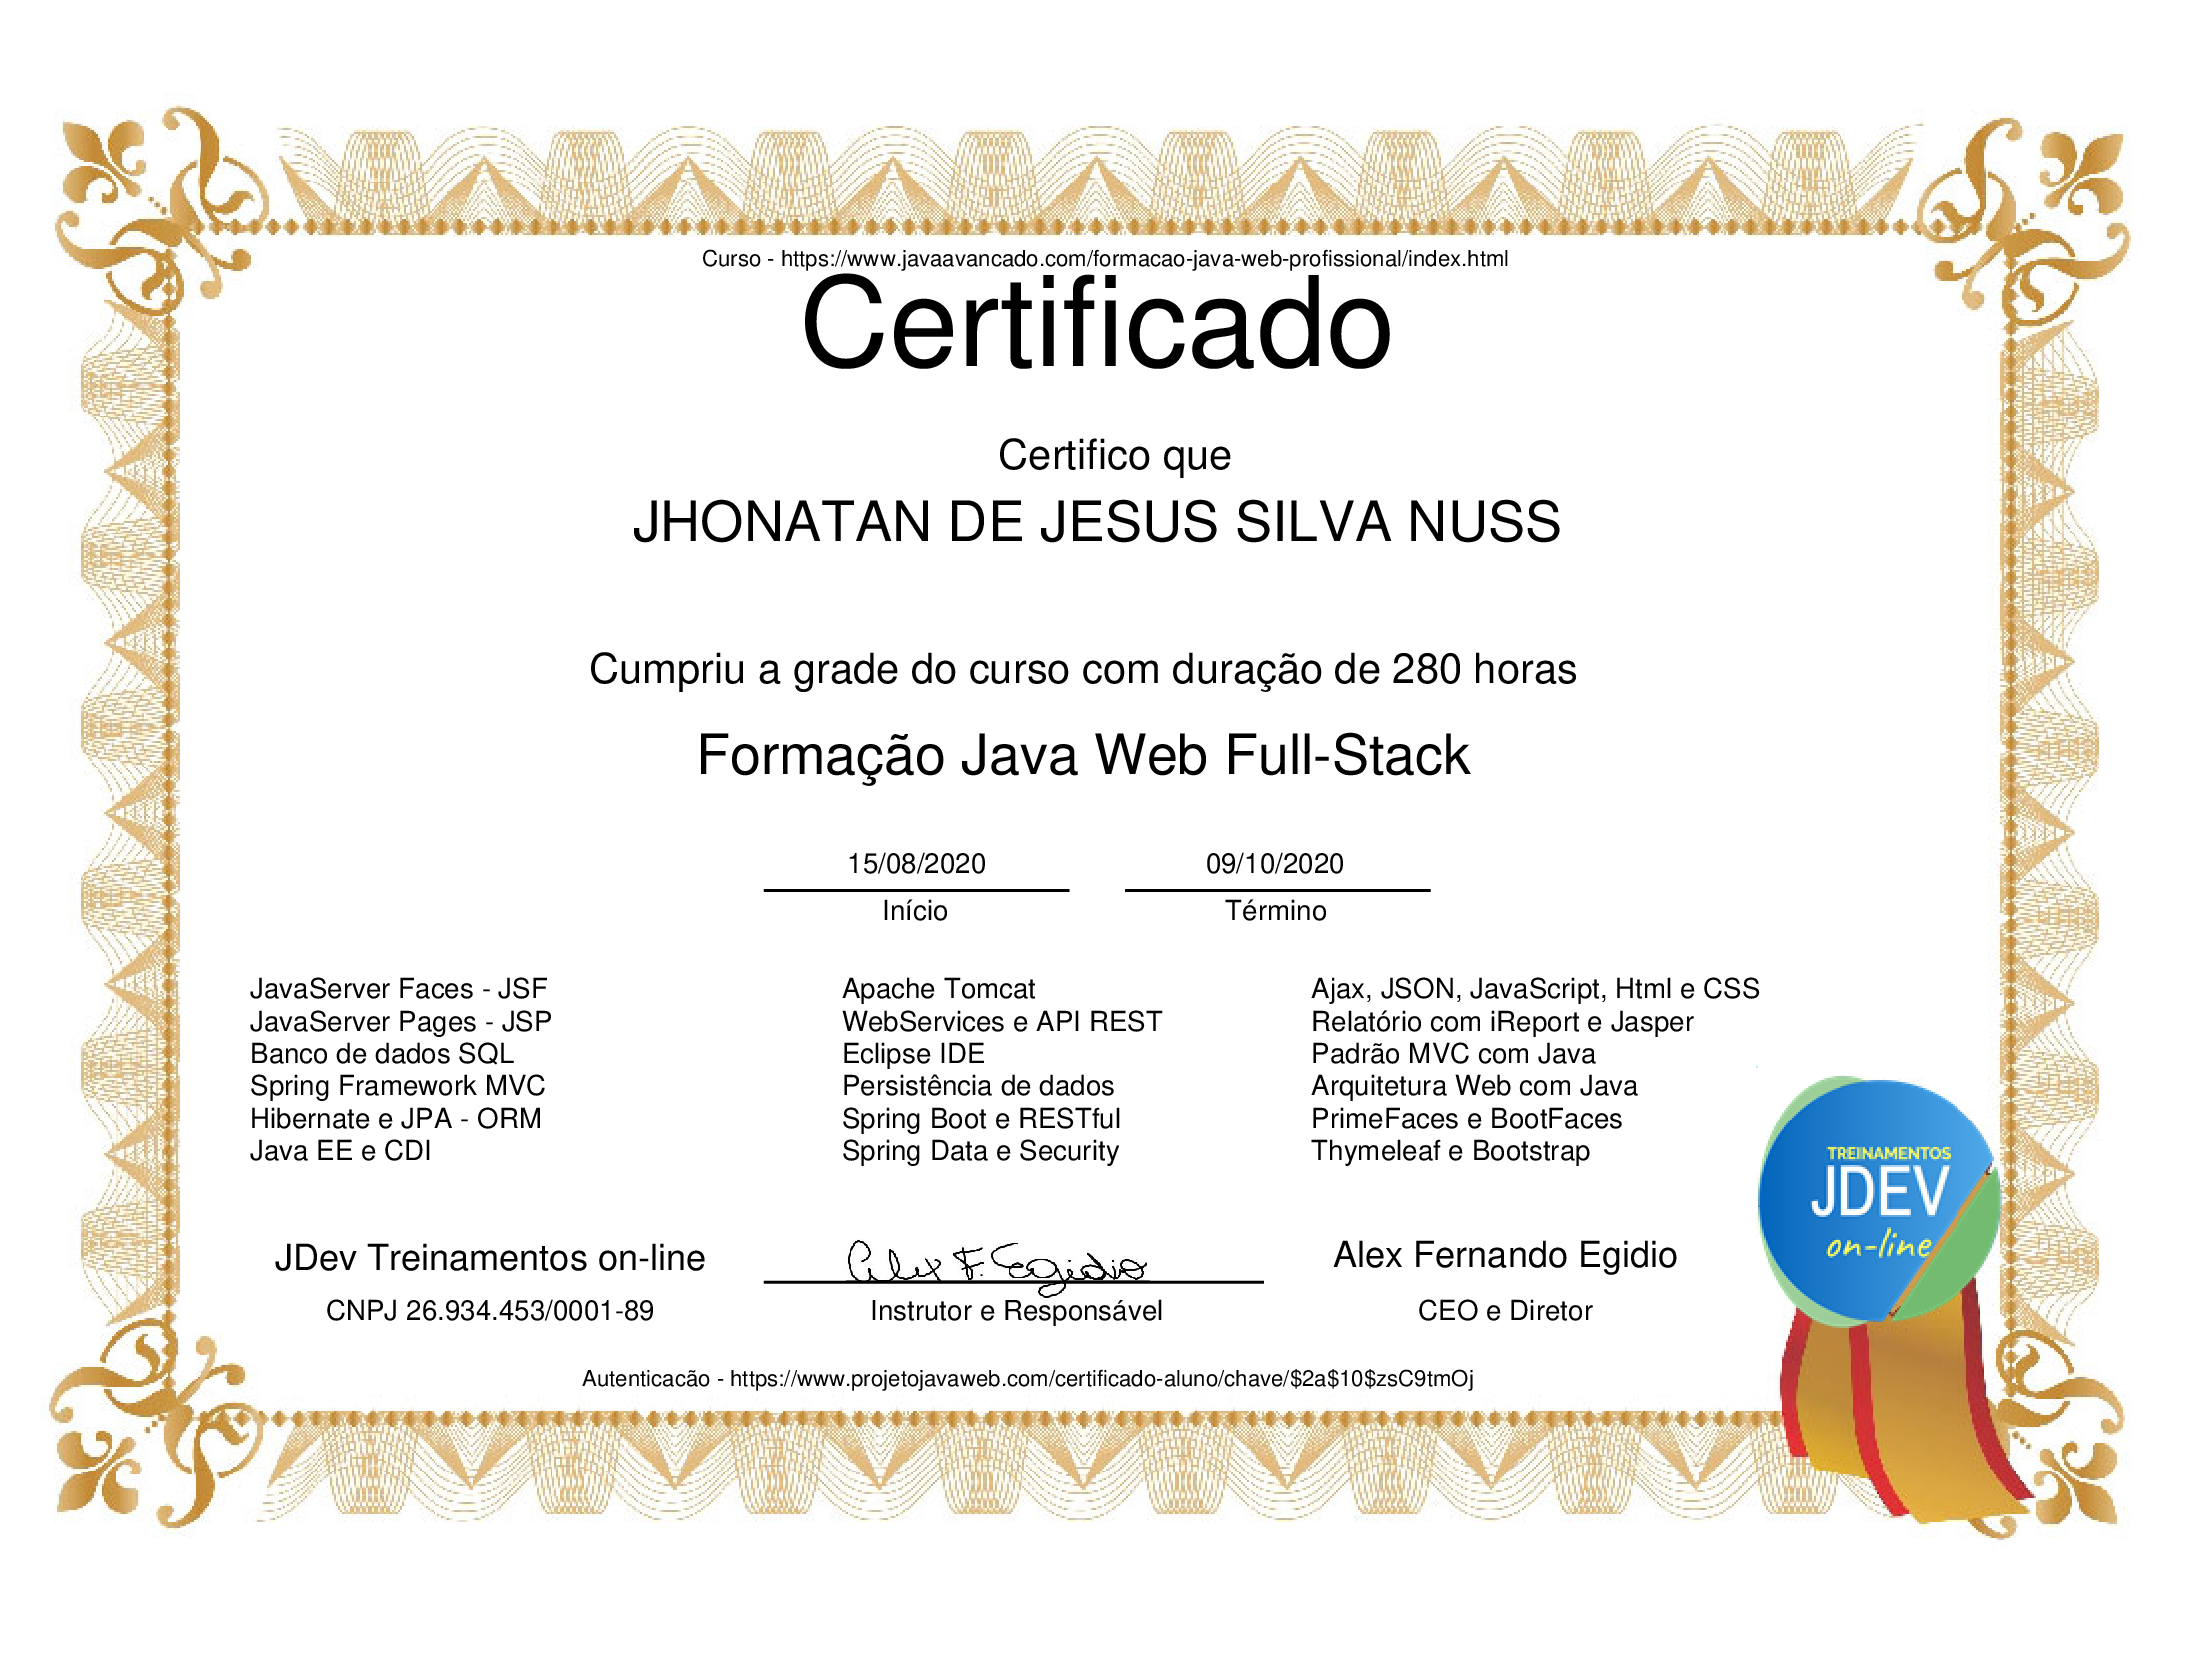 Curso - https://www.javaavancado.com/formacao-java-web-profissional/index.html
Certificado
Certifico que
JHONATAN DE JESUS SILVA NUSS
Cumpriu a grade do curso com duração de 280 horas
Formação Java Web Full-Stack
15/08/2020
Início
09/10/2020
Término
JavaServer Faces - JSF
JavaServer Pages - JSP
Banco de dados SQL
Spring Framework MVC
Hibernate e JPA - ORM
Java EE e CDI
Apache Tomcat
WebServices e API REST
Eclipse IDE
Persistência de dados
Spring Boot e RESTful
Spring Data e Security
Ajax, JSON, JavaScript, Html e CSS
Relatório com iReport e Jasper
Padrão MVC com Java
Arquitetura Web com Java
PrimeFaces e BootFaces
Thymeleaf e Bootstrap
TREINAMENTOS
JDEV
on-line
JDev Treinamentos on-line
CNPJ 26.934.453/0001-89
Alex F. Egidio
Instrutor e Responsável
Alex Fernando Egidio
CEO e Diretor
Autenticacão - https://www.projetojavaweb.com/certificado-aluno/chave/$2a$10$zsC9tmOj